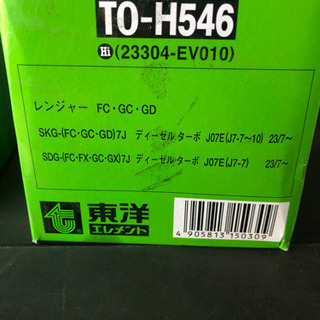 TO-H546
Hi (23304-EV010)
レンジャー FC・GC・GD
SKG-(FC・GC・GD)7J ディーゼルターボ J07E(J7-7〜10) 23/7〜
SDG-(FC・FX・GC・GX)7J ディーゼルターボ J07E(J7-7) 23/7〜
東洋
エレメント
4 905813 150309